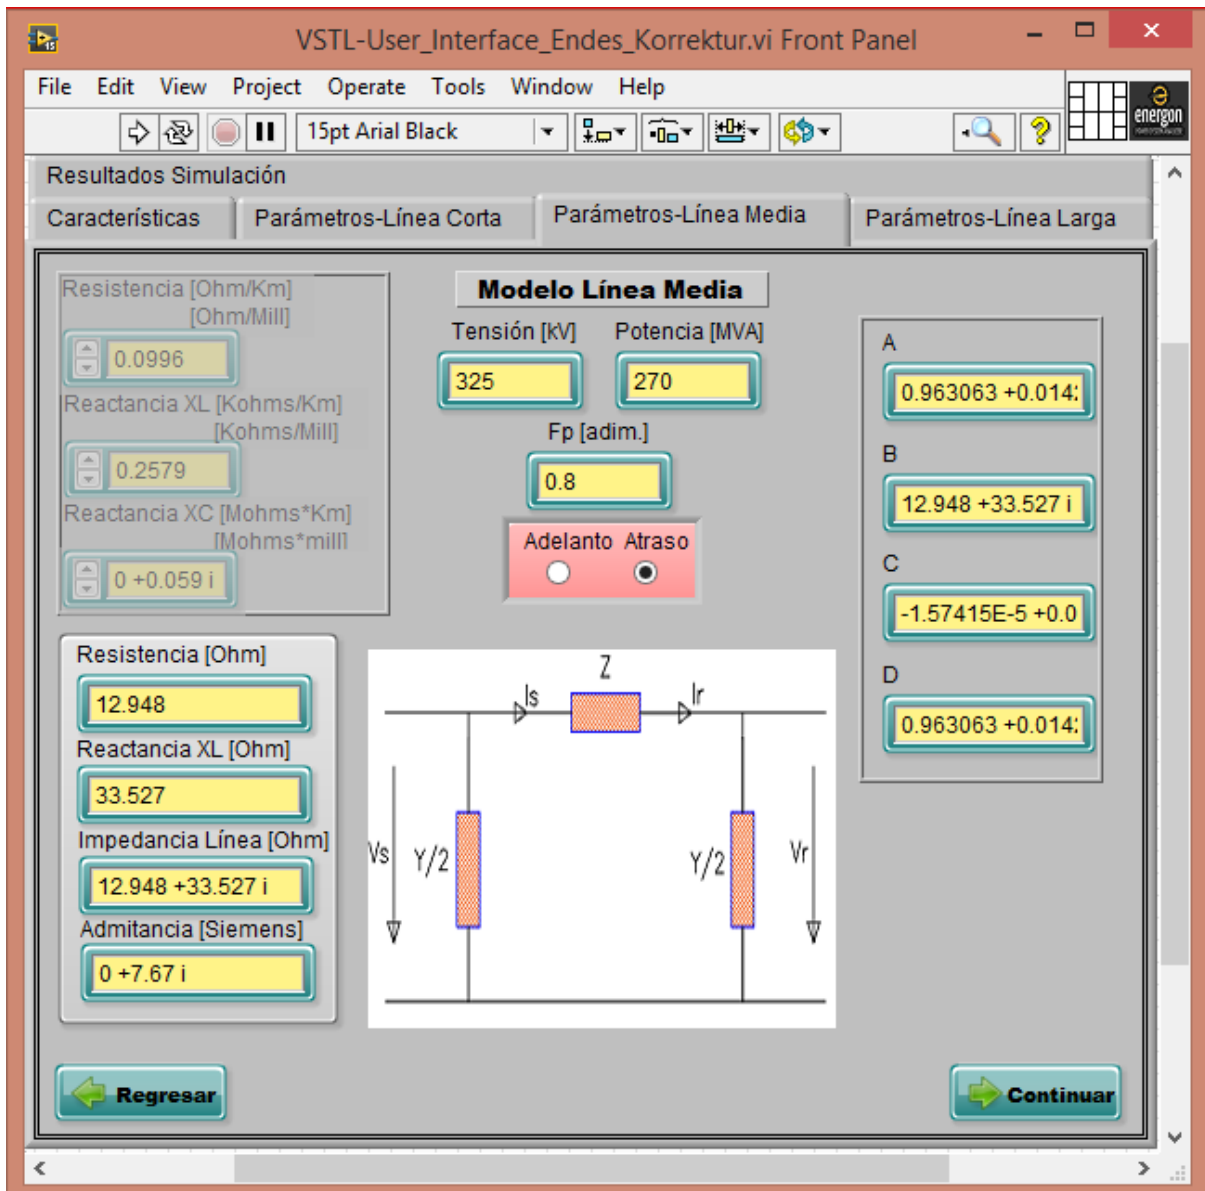 VSTL-User_Interface_Endes_Korrektur.vi Front Panel
File Edit View Project Operate Tools Window Help
15pt Arial Black
energon
Resultados Simulación
Características Parámetros-Línea Corta Parámetros-Línea Media Parámetros-Línea Larga
Resistencia [Ohm/Km]
[Ohm/Mill]
0.0996
Reactancia XL [Kohms/Km]
[Kohms/Mill]
0.2579
Reactancia XC [Mohms*Km]
[Mohms*mill]
0 +0.059 i
Modelo Línea Media
Tensión [kV] Potencia [MVA]
325 270
Fp [adim.]
0.8
Adelanto Atraso
A
0.963063 +0.014
B
12.948 +33.527 i
C
-1.57415E-5 +0.0
D
0.963063 +0.014
Resistencia [Ohm]
12.948
Reactancia XL [Ohm]
33.527
Impedancia Línea [Ohm]
12.948 +33.527 i
Admitancia [Siemens]
0 +7.67 i
Z
Is Ir
Vs Y/2 Y/2 Vr
Regresar Continuar